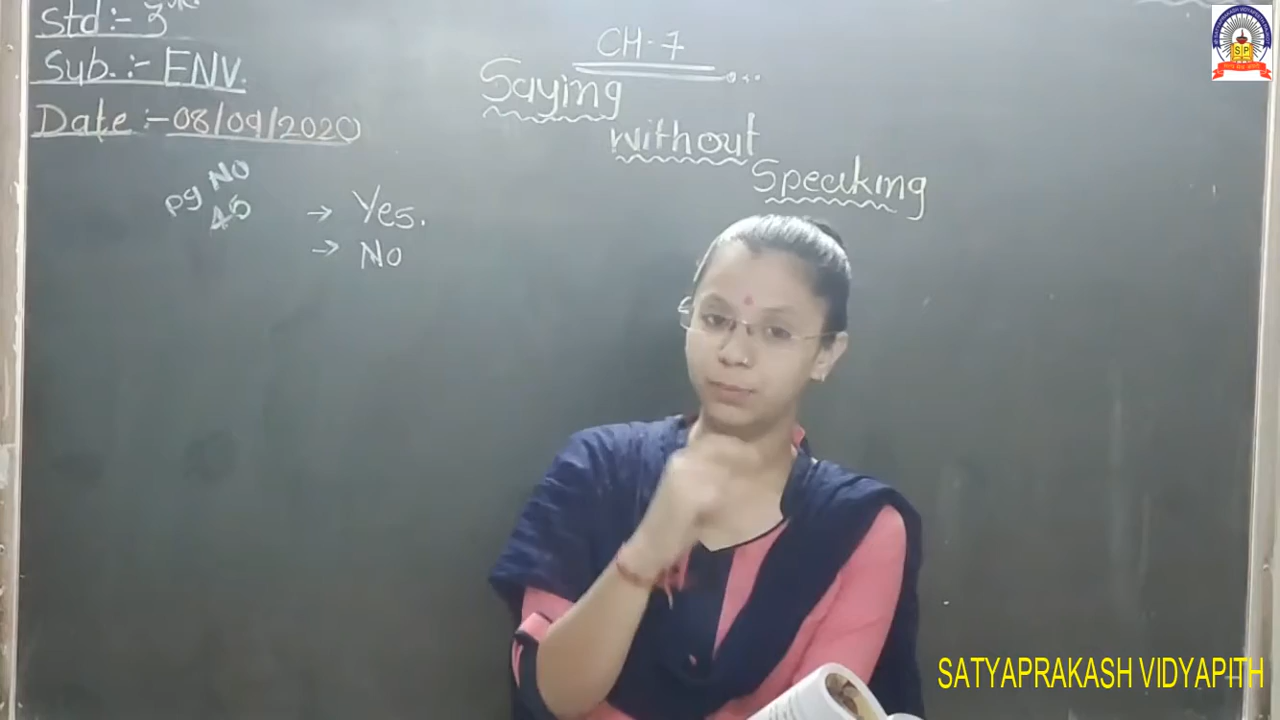 Std:- 3
Sub.:- ENV.
Date :- 08/09/2020
CH-7
Saying
without
Speaking
pg No
45
→ Yes.
→ No
SP
SATYAPRAKASH VIDYAPITH